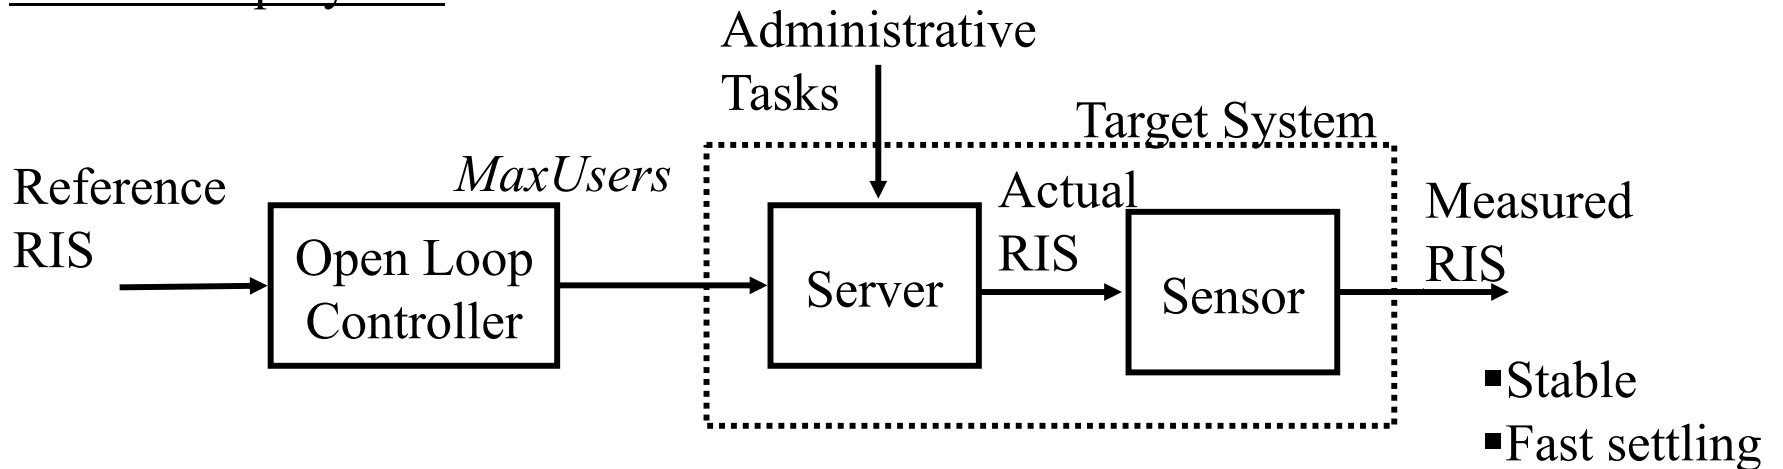 Administrative
Tasks
Target System
Reference
RIS
MaxUsers
Open Loop
Controller
Server
Actual
RIS
Sensor
Measured
RIS
▪Stable
▪Fast settling